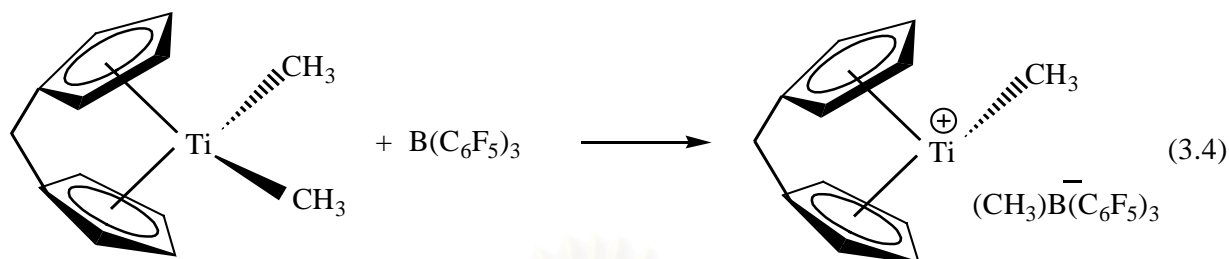 CH₃
Ti
CH₃
+ B(C₆F₅)₃
⊕
Ti
CH₃
(CH₃)B̅(C₆F₅)₃
(3.4)